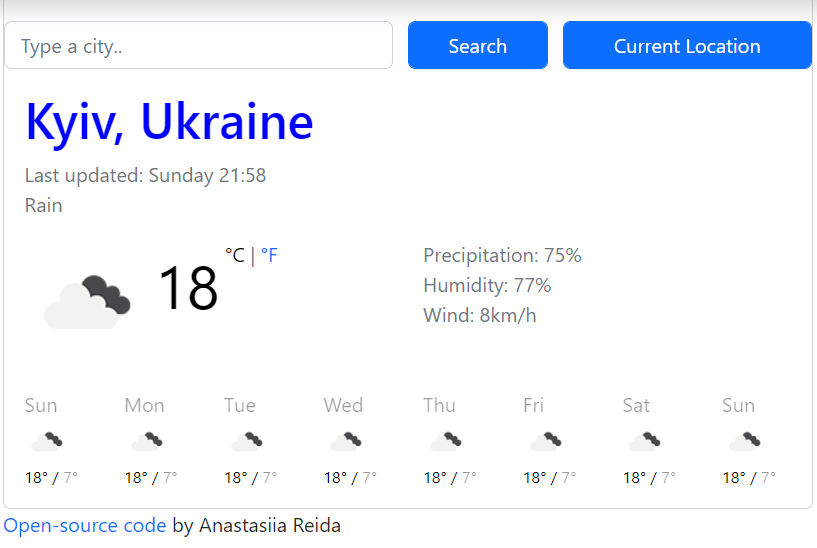 Type a city.. Search Current Location
Kyiv, Ukraine
Last updated: Sunday 21:58
Rain
18 °C | °F
Precipitation: 75%
Humidity: 77%
Wind: 8km/h
Sun Mon Tue Wed Thu Fri Sat Sun
18° / 7° 18° / 7° 18° / 7° 18° / 7° 18° / 7° 18° / 7° 18° / 7° 18° / 7°
Open-source code by Anastasiia Reida